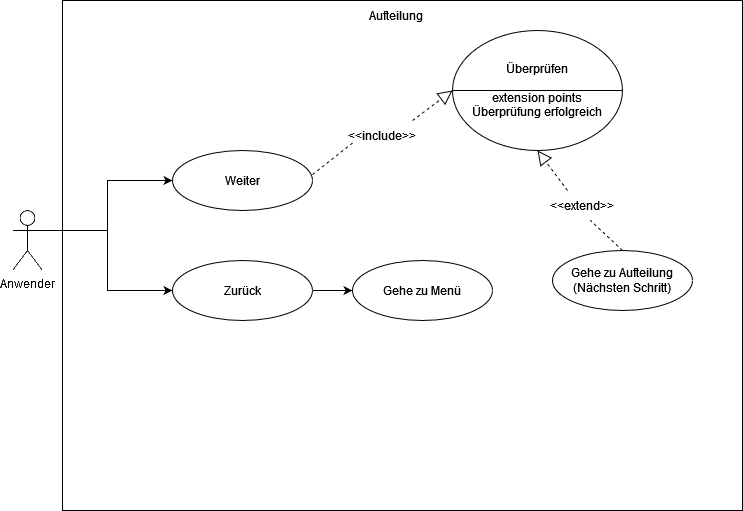 Aufteilung
Überprüfen
extension points
Überprüfung erfolgreich
<<include>>
Weiter
<<extend>>
Anwender
Zurück
Gehe zu Menü
Gehe zu Aufteilung
(Nächsten Schritt)